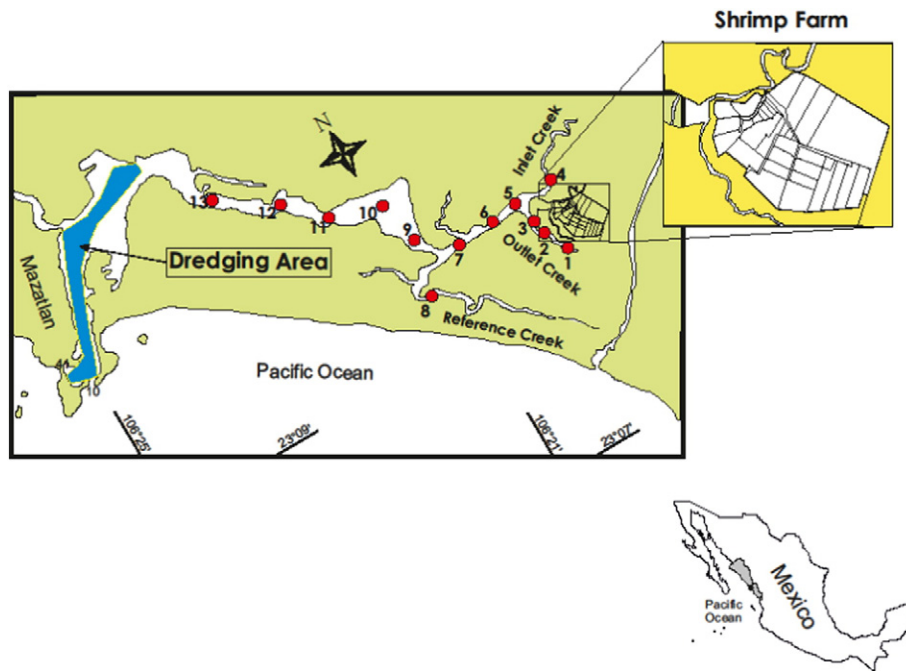 Shrimp Farm
N
Inlet Creek
4
5
13
12
11
10
6
3
2
1
9
7
Outlet Creek
Dredging Area
Mazatlan
8
Reference Creek
Pacific Ocean
10
106°25'
23°09'
106°21'
23°07'
Mexico
Pacific
Ocean